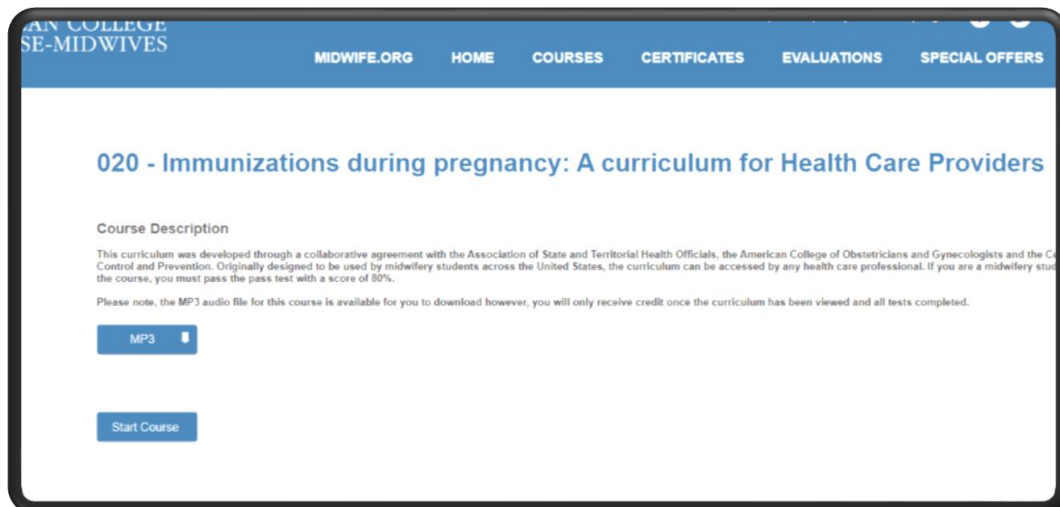 AN COLLEGE
SE-MIDWIVES
MIDWIFE.ORG HOME COURSES CERTIFICATES EVALUATIONS SPECIAL OFFERS
020 - Immunizations during pregnancy: A curriculum for Health Care Providers
Course Description
This curriculum was developed through a collaborative agreement with the Association of State and Territorial Health Officials, the American College of Obstetricians and Gynecologists and the
Control and Prevention. Originally designed to be used by midwifery students across the United States, the curriculum can be accessed by any health care professional. If you are a midwifery
the course, you must pass the pass test with a score of 80%.
Please note, the MP3 audio file for this course is available for you to download however, you will only receive credit once the curriculum has been viewed and all tests completed.
MP3
Start Course